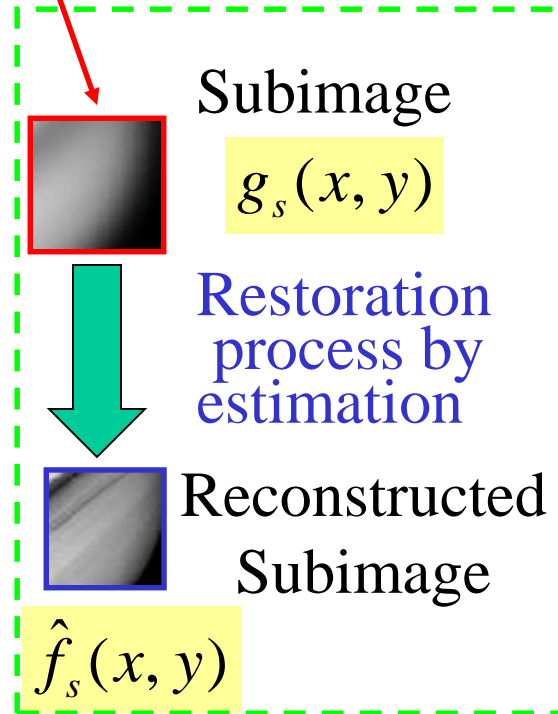 Subimage
g_s(x, y)
Restoration
process by
estimation
Reconstructed
Subimage
f̂_s(x, y)